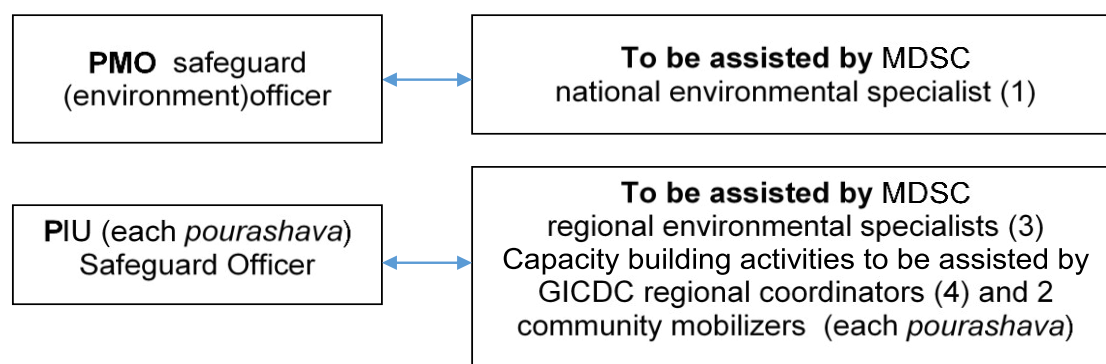 PMO safeguard
(environment)officer
To be assisted by MDSC
national environmental specialist (1)
PIU (each pourashava)
Safeguard Officer
To be assisted by MDSC
regional environmental specialists (3)
Capacity building activities to be assisted by
GICDC regional coordinators (4) and 2
community mobilizers (each pourashava)